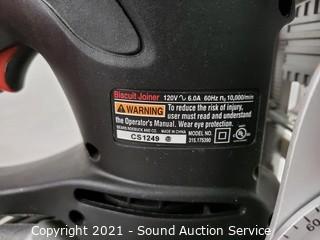 Biscuit Joiner 120V ∿ 6.0A 60Hz n₀ 10,000/min
WARNING To reduce the risk of injury,
user must read and understand
the Operator's Manual. Wear eye protection.
SEARS, ROEBUCK AND CO. MADE IN CHINA MODEL NO.
CS1249 315.175390
UL
60
Copyright 2021 - Sound Auction Service